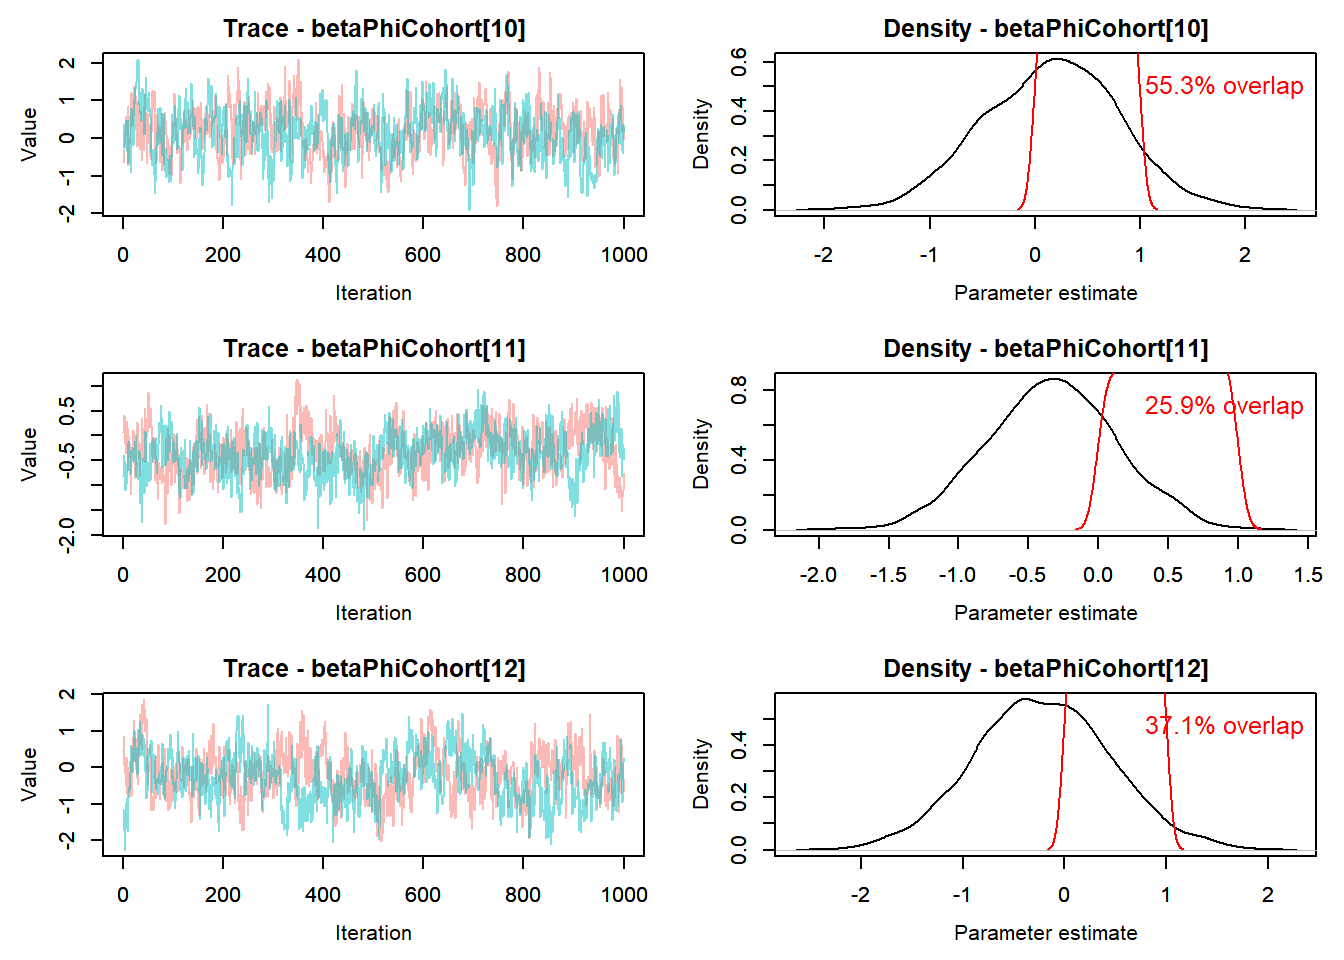 Trace - betaPhiCohort[10]
Value
2
1
0
-1
-2
0 200 400 600 800 1000
Iteration
Density - betaPhiCohort[10]
Density
0.6
0.4
0.2
0.0
55.3% overlap
-2 -1 0 1 2
Parameter estimate
Trace - betaPhiCohort[11]
Value
0.5
-0.5
-2.0
0 200 400 600 800 1000
Iteration
Density - betaPhiCohort[11]
Density
0.8
0.4
0.0
25.9% overlap
-2.0 -1.5 -1.0 -0.5 0.0 0.5 1.0 1.5
Parameter estimate
Trace - betaPhiCohort[12]
Value
2
1
0
-1
-2
0 200 400 600 800 1000
Iteration
Density - betaPhiCohort[12]
Density
0.4
0.2
0.0
37.1% overlap
-2 -1 0 1 2
Parameter estimate